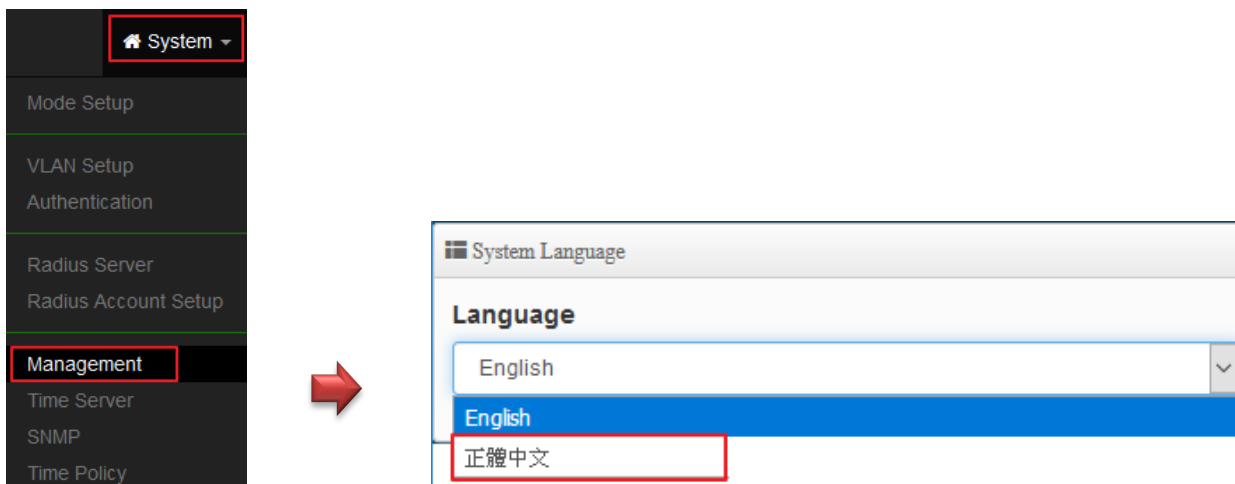 System
Mode Setup
VLAN Setup
Authentication
Radius Server
Radius Account Setup
Management
Time Server
SNMP
Time Policy
System Language
Language
English
English
正體中文